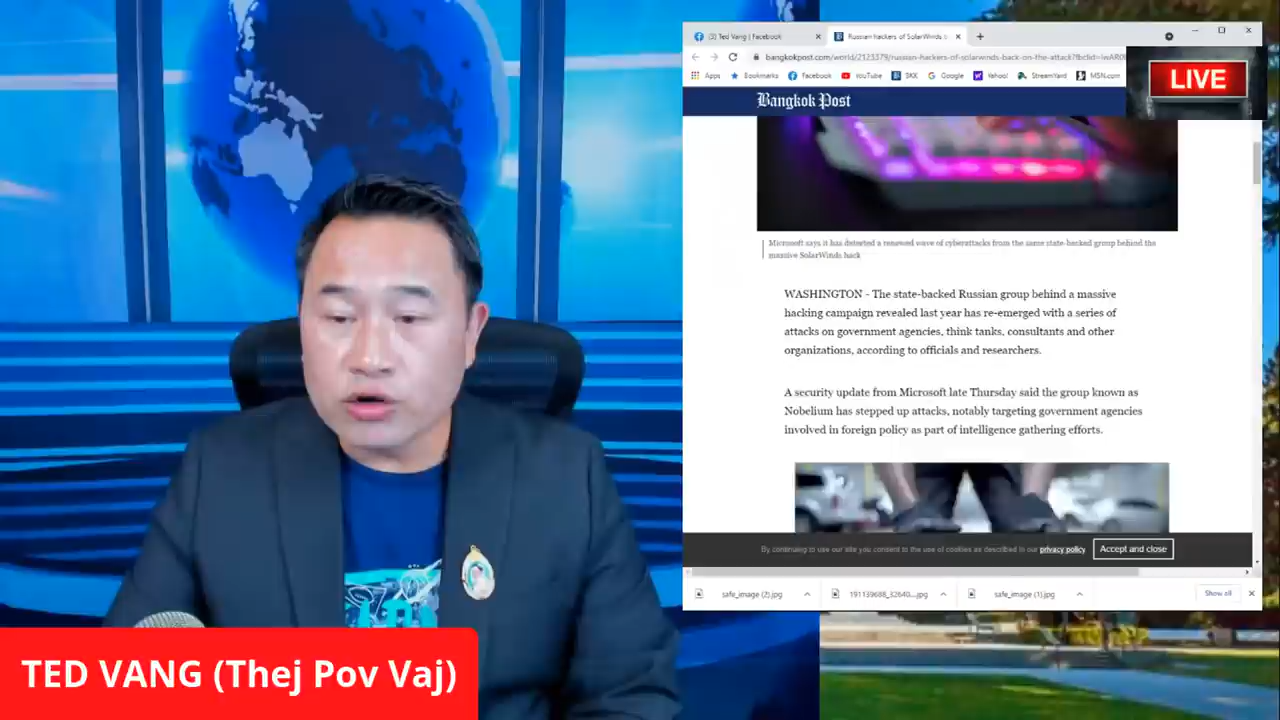 (3) Ted Vang | Facebook
Russian hackers of SolarWinds
bangkokpost.com/world/2123379/russian-hackers-of-solarwinds-back-on-the-attack?fbclid=IwAR0
Apps Bookmarks Facebook YouTube Google Yahoo! StreamYard MSN.com
LIVE
Bangkok Post
Microsoft says it has detected a renewed wave of cyberattacks from the same state-backed group behind the
massive SolarWinds hack
WASHINGTON - The state-backed Russian group behind a massive
hacking campaign revealed last year has re-emerged with a series of
attacks on government agencies, think tanks, consultants and other
organizations, according to officials and researchers.
A security update from Microsoft late Thursday said the group known as
Nobelium has stepped up attacks, notably targeting government agencies
involved in foreign policy as part of intelligence gathering efforts.
By continuing to use our site you consent to the use of cookies as described in our privacy policy
Accept and close
safe_image (2).jpg
191139688_32640....jpg
safe_image (1).jpg
Show all
TED VANG (Thej Pov Vaj)